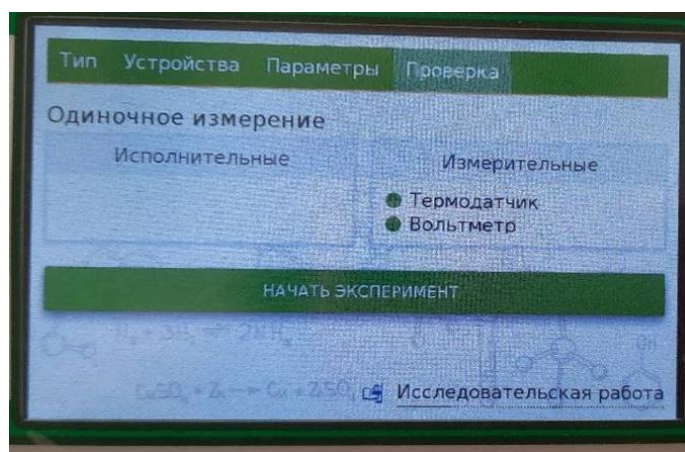 Тип Устройства Параметры Проверка
Одиночное измерение
Исполнительные Измерительные
Термодатчик
Вольтметр
НАЧАТЬ ЭКСПЕРИМЕНТ
Исследовательская работа